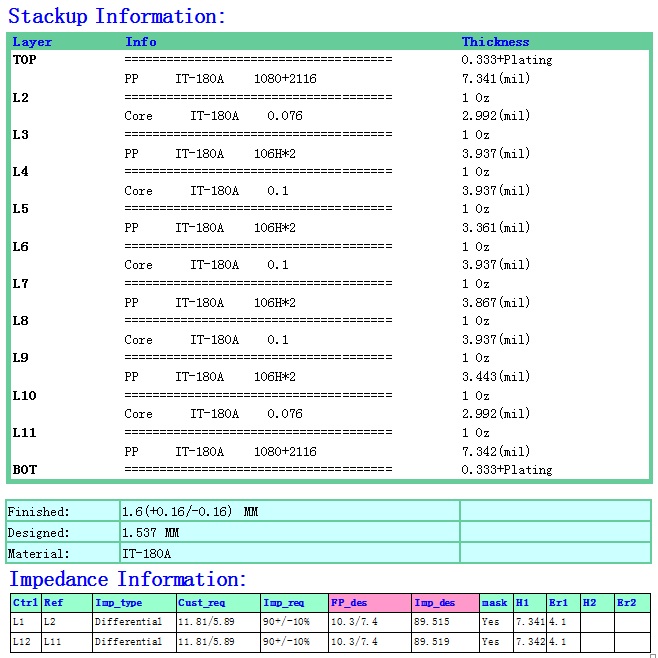 Stackup Information:
Layer Info Thickness
TOP ====================================== 0.333+Plating
PP IT-180A 1080+2116 7.341(mil)
L2 ====================================== 1 Oz
Core IT-180A 0.076 2.992(mil)
L3 ====================================== 1 Oz
PP IT-180A 106H*2 3.937(mil)
L4 ====================================== 1 Oz
Core IT-180A 0.1 3.937(mil)
L5 ====================================== 1 Oz
PP IT-180A 106H*2 3.361(mil)
L6 ====================================== 1 Oz
Core IT-180A 0.1 3.937(mil)
L7 ====================================== 1 Oz
PP IT-180A 106H*2 3.867(mil)
L8 ====================================== 1 Oz
Core IT-180A 0.1 3.937(mil)
L9 ====================================== 1 Oz
PP IT-180A 106H*2 3.443(mil)
L10 ====================================== 1 Oz
Core IT-180A 0.076 2.992(mil)
L11 ====================================== 1 Oz
PP IT-180A 1080+2116 7.342(mil)
BOT ====================================== 0.333+Plating
Finished: 1.6(+0.16/-0.16) MM
Designed: 1.537 MM
Material: IT-180A
Impedance Information:
Ctrl Ref Imp_type Cust_req Imp_req FP_des Imp_des mask H1 Er1 H2 Er2
L1 L2 Differential 11.81/5.89 90+/-10% 10.3/7.4 89.515 Yes 7.341 4.1
L12 L11 Differential 11.81/5.89 90+/-10% 10.3/7.4 89.519 Yes 7.342 4.1